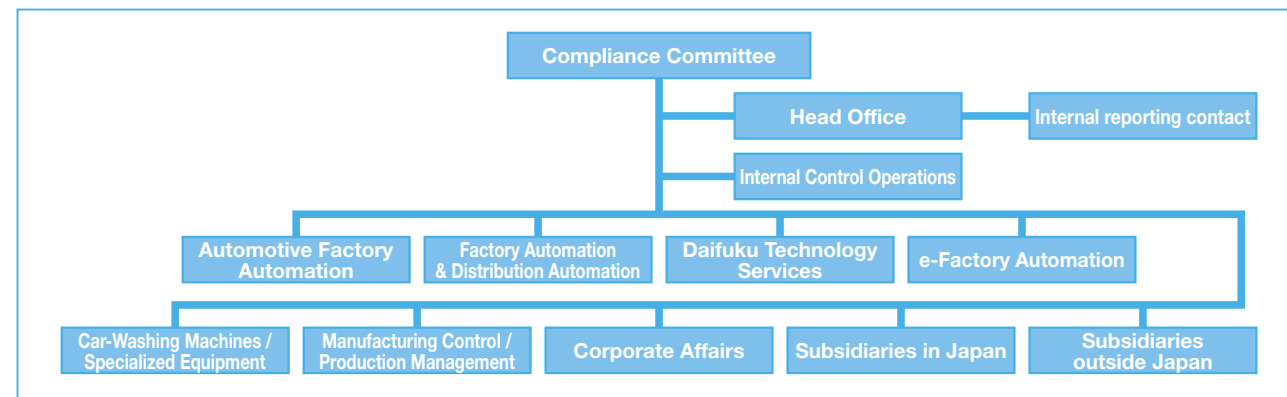 Compliance Committee
Head Office
Internal reporting contact
Internal Control Operations
Automotive Factory
Automation
Factory Automation
& Distribution Automation
Daifuku Technology
Services
e-Factory Automation
Car-Washing Machines /
Specialized Equipment
Manufacturing Control /
Production Management
Corporate Affairs
Subsidiaries in Japan
Subsidiaries
outside Japan